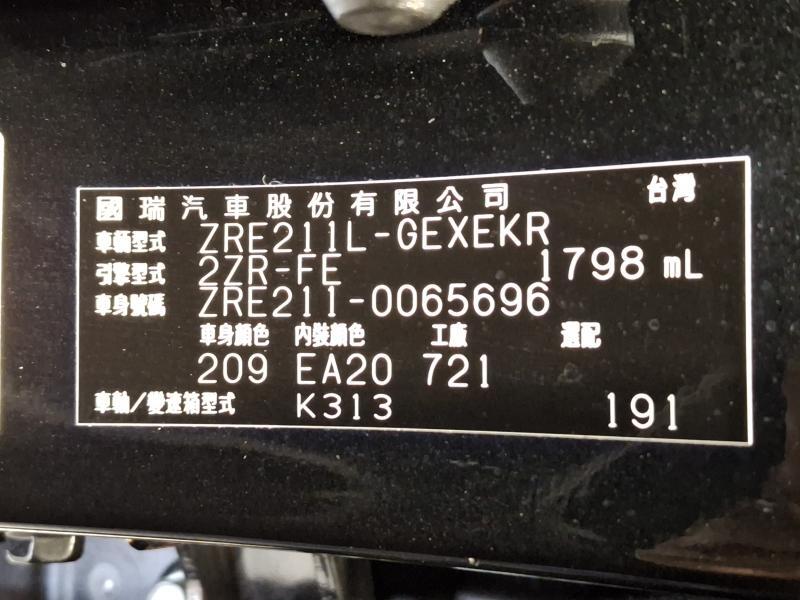 國瑞汽車股份有限公司 台灣
車輛型式 ZRE211L-GEXEKR
引擎型式 2ZR-FE 1798 mL
車身號碼 ZRE211-0065696
車身顏色 內裝顏色 工廠 選配
209 EA20 721
車軸/變速箱型式 K313 191